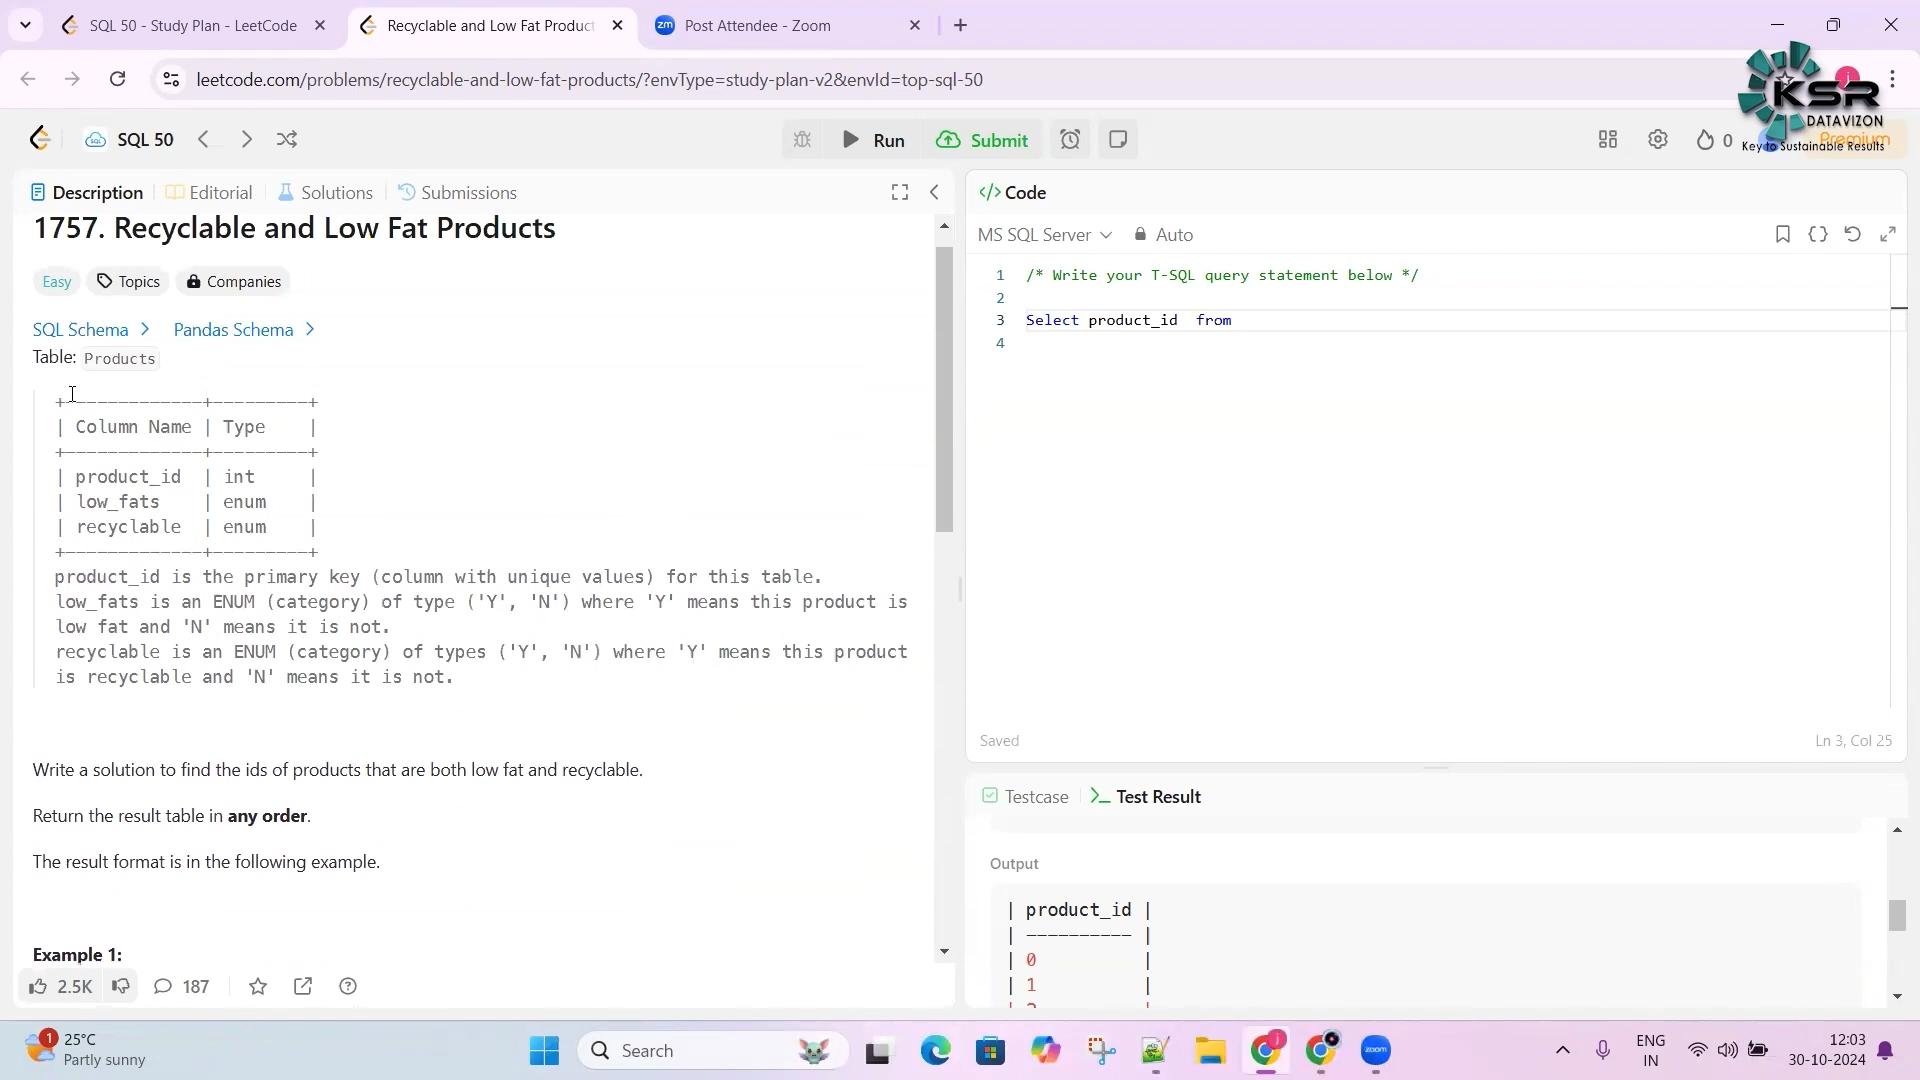 SQL 50 - Study Plan - LeetCode
Recyclable and Low Fat Product
zm Post Attendee - Zoom
leetcode.com/problems/recyclable-and-low-fat-products/?envType=study-plan-v2&envId=top-sql-50
KSR
DATAVIZON
Key to Sustainable Results
SQL 50
Run
Submit
0
Premium
Description
Editorial
Solutions
Submissions
1757. Recyclable and Low Fat Products
Easy
Topics
Companies
SQL Schema
Pandas Schema
Table: Products
+-------------+---------+
| Column Name | Type    |
+-------------+---------+
| product_id  | int     |
| low_fats    | enum    |
| recyclable  | enum    |
+-------------+---------+
product_id is the primary key (column with unique values) for this table.
low_fats is an ENUM (category) of type ('Y', 'N') where 'Y' means this product is
low fat and 'N' means it is not.
recyclable is an ENUM (category) of types ('Y', 'N') where 'Y' means this product
is recyclable and 'N' means it is not.
Write a solution to find the ids of products that are both low fat and recyclable.
Return the result table in any order.
The result format is in the following example.
Example 1:
2.5K
187
</> Code
MS SQL Server
Auto
1 /* Write your T-SQL query statement below */
2
3 Select product_id  from
4
Saved
Ln 3, Col 25
Testcase
Test Result
Output
| product_id |
| ---------- |
| 0          |
| 1          |
1
25°C
Partly sunny
Search
zoom
ENG
IN
12:03
30-10-2024